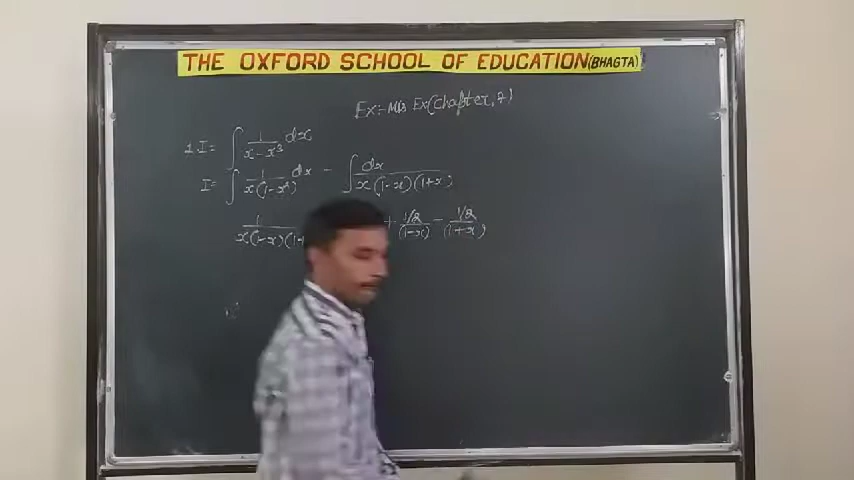 THE OXFORD SCHOOL OF EDUCATION(BHAGTA)
Ex:- Mis Ex(Chapter, 7)
1. I = ∫ 1/(x-x³) dx
I = ∫ 1/(x(1-x²)) dx = ∫ dx/(x(1-x)(1+x))
1/(x(1-x)(1+ + (1/2)/(1-x) - (1/2)/(1+x)